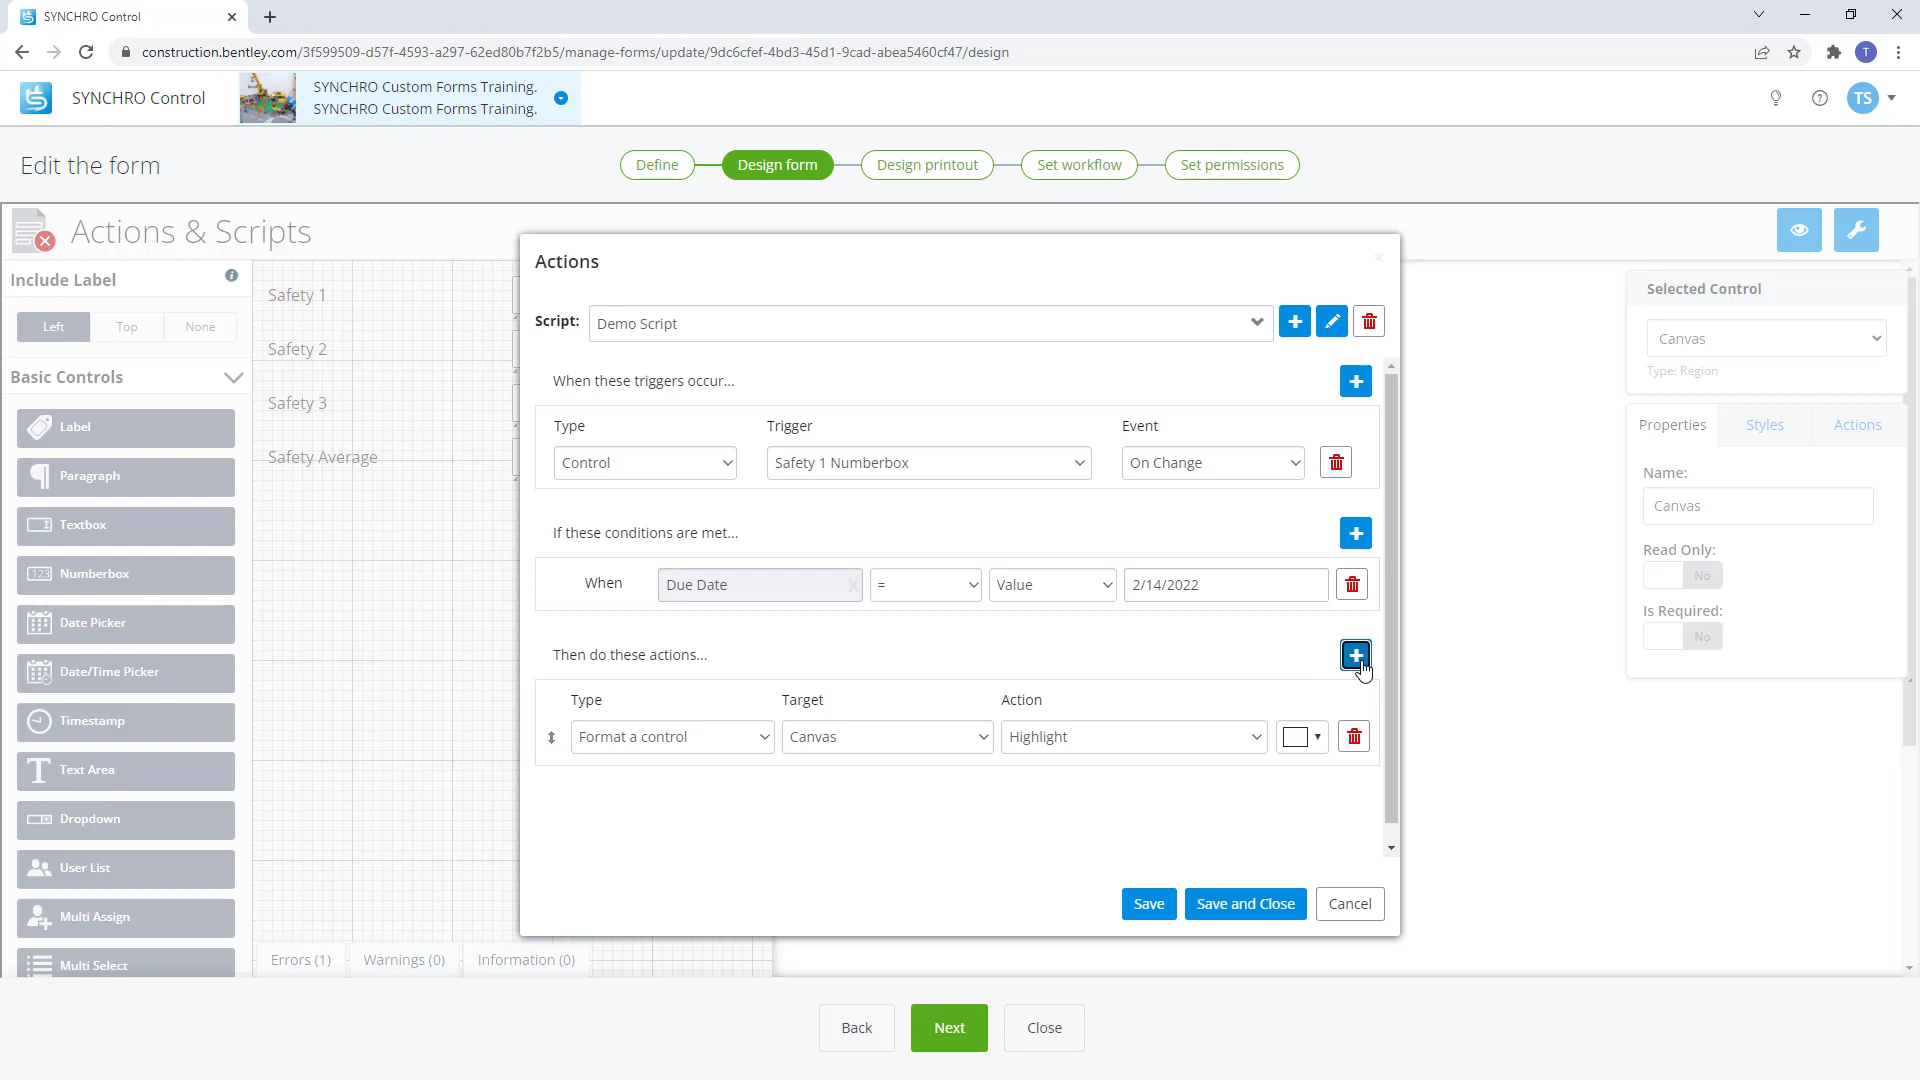 SYNCHRO Control
construction.bentley.com/3f599509-d57f-4593-a297-62ed80b7f2b5/manage-forms/update/9dc6cfef-4bd3-45d1-9cad-abea5460cf47/design
T
SYNCHRO Control
SYNCHRO Custom Forms Training.
SYNCHRO Custom Forms Training.
TS
Edit the form
Define
Design form
Design printout
Set workflow
Set permissions
Actions & Scripts
Include Label
Left
Top
None
Basic Controls
Label
Paragraph
Textbox
Numberbox
Date Picker
Date/Time Picker
Timestamp
Text Area
Dropdown
User List
Multi Assign
Multi Select
Safety 1
Safety 2
Safety 3
Safety Average
Errors (1)
Warnings (0)
Information (0)
Actions
Script:
Demo Script
When these triggers occur...
Type
Trigger
Event
Control
Safety 1 Numberbox
On Change
If these conditions are met...
When
Due Date
=
Value
2/14/2022
Then do these actions...
Type
Target
Action
Format a control
Canvas
Highlight
Save
Save and Close
Cancel
Selected Control
Canvas
Type: Region
Properties
Styles
Actions
Name:
Canvas
Read Only:
No
Is Required:
No
Back
Next
Close